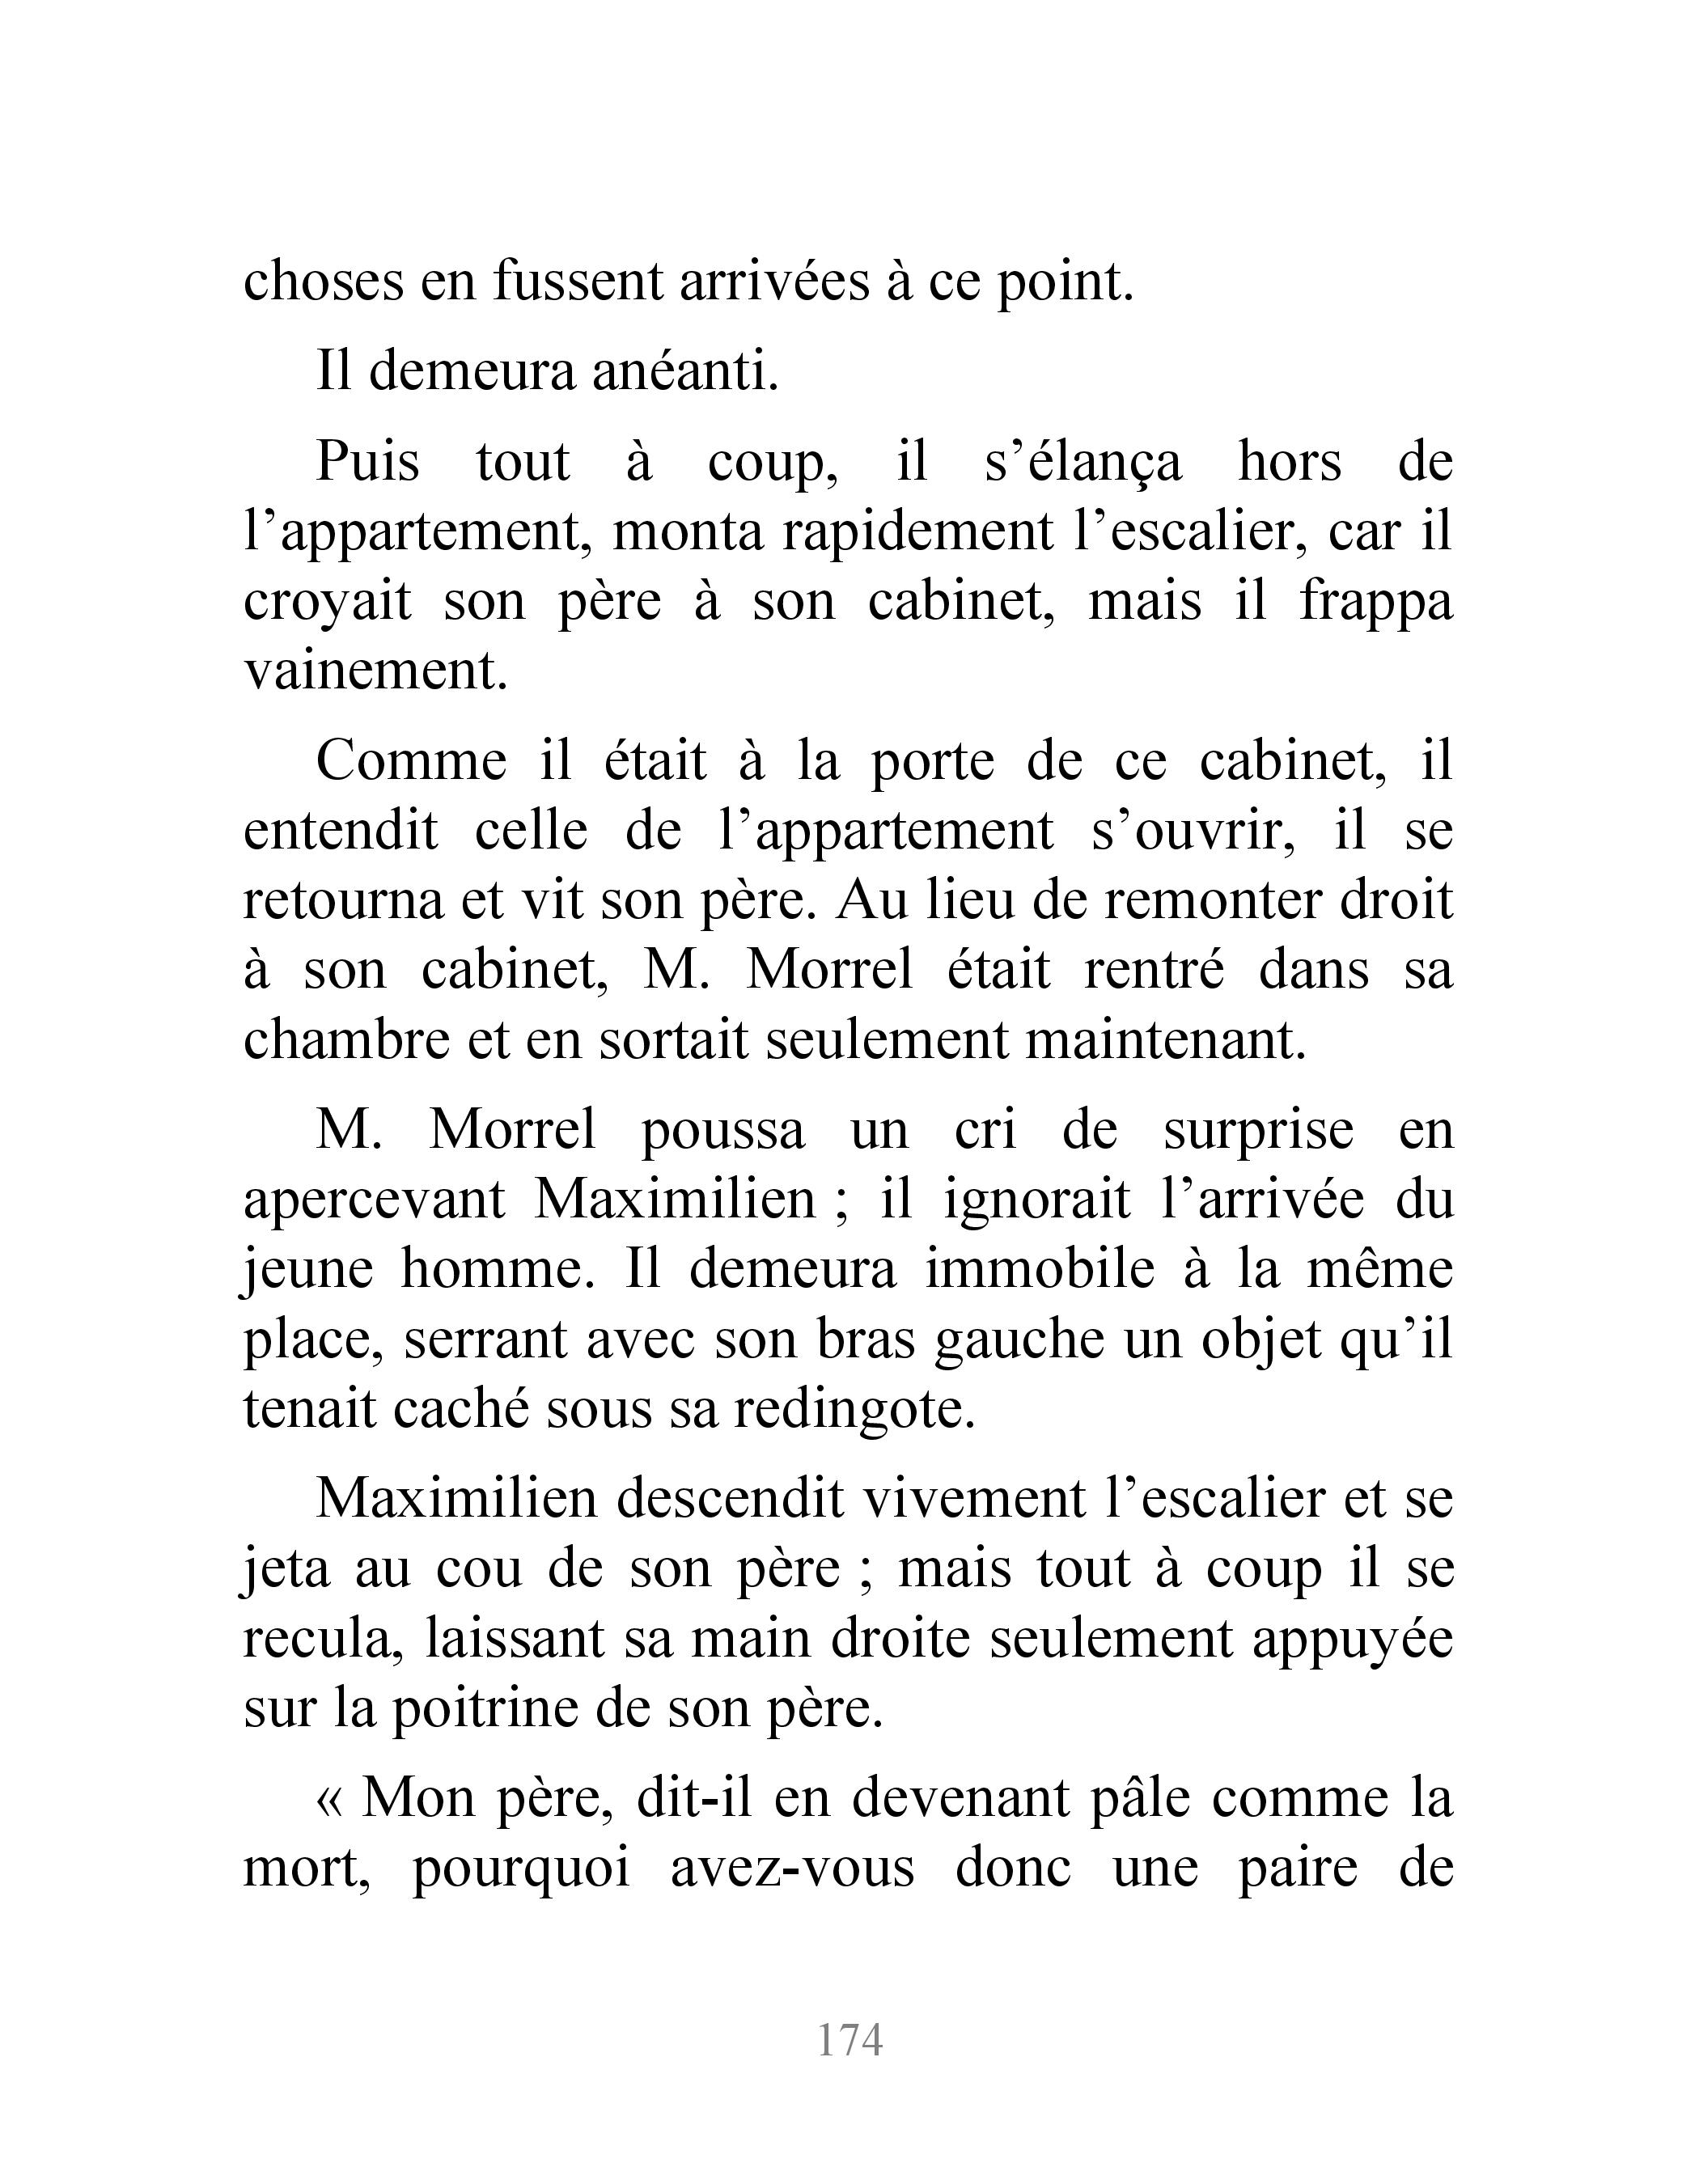 choses en fussent arrivées à ce point.
Il demeura anéanti.
Puis tout à coup, il s’élança hors de
l’appartement, monta rapidement l’escalier, car il
croyait son père à son cabinet, mais il frappa
vainement.
Comme il était à la porte de ce cabinet, il
entendit celle de l’appartement s’ouvrir, il se
retourna et vit son père. Au lieu de remonter droit
à son cabinet, M. Morrel était rentré dans sa
chambre et en sortait seulement maintenant.
M. Morrel poussa un cri de surprise en
apercevant Maximilien ; il ignorait l’arrivée du
jeune homme. Il demeura immobile à la même
place, serrant avec son bras gauche un objet qu’il
tenait caché sous sa redingote.
Maximilien descendit vivement l’escalier et se
jeta au cou de son père ; mais tout à coup il se
recula, laissant sa main droite seulement appuyée
sur la poitrine de son père.
« Mon père, dit-il en devenant pâle comme la
mort, pourquoi avez-vous donc une paire de
174